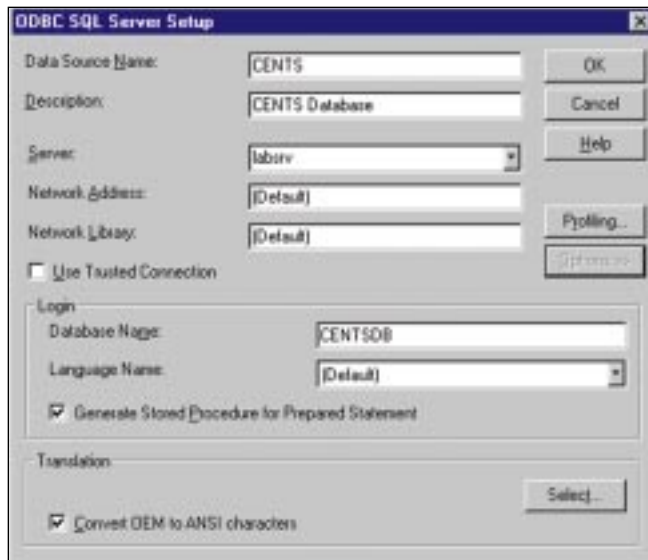 ODBC SQL Server Setup
Data Source Name: CENTS OK
Description: CENTS Database Cancel
Server: labsrv Help
Network Address: (Default)
Network Library: (Default) Profiling...
Options >>
Use Trusted Connection
Login
Database Name: CENTSDB
Language Name: (Default)
Generate Stored Procedure for Prepared Statement
Translation
Select...
Convert OEM to ANSI characters